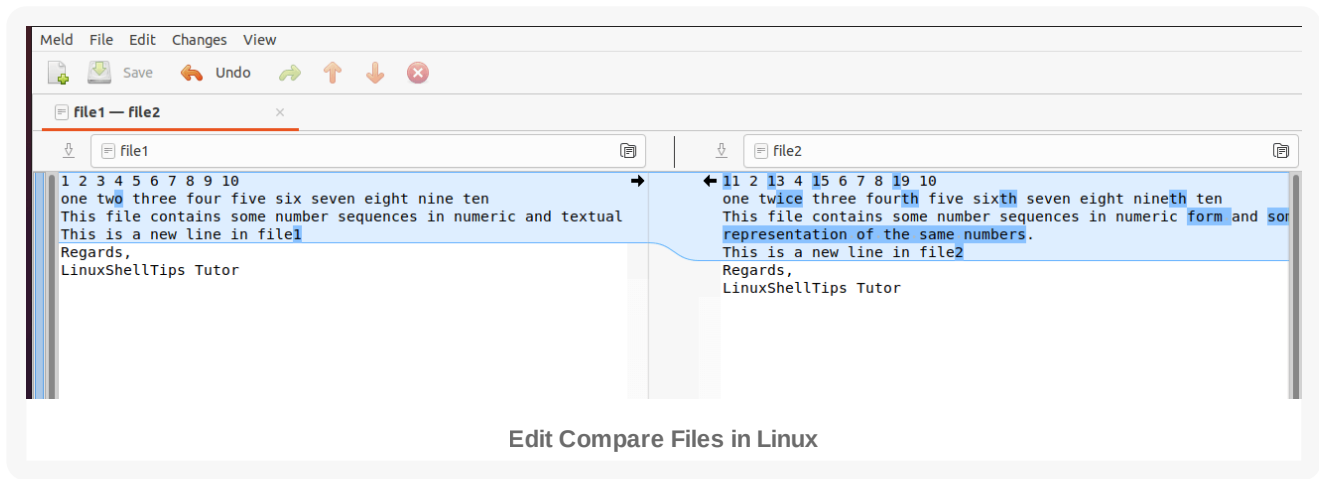 Meld File Edit Changes View
Save Undo
file1 — file2 ×
file1 file2
1 2 3 4 5 6 7 8 9 10
one two three four five six seven eight nine ten
This file contains some number sequences in numeric and textual
This is a new line in file1
Regards,
LinuxShellTips Tutor
11 2 13 4 15 6 7 8 19 10
one twice three fourth five sixth seven eight nineth ten
This file contains some number sequences in numeric form and
representation of the same numbers.
This is a new line in file2
Regards,
LinuxShellTips Tutor
Edit Compare Files in Linux